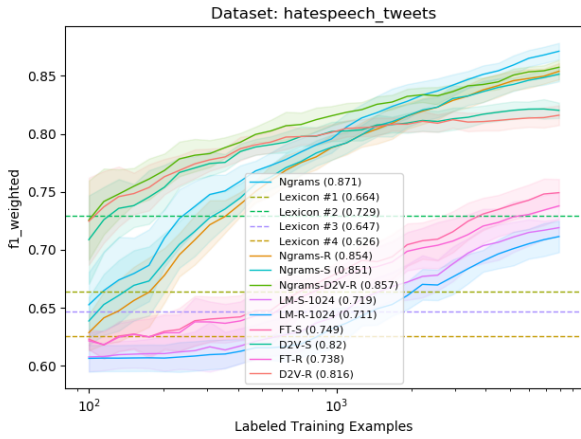 Dataset: hatespeech_tweets
f1_weighted
0.85
0.80
0.75
0.70
0.65
0.60
Ngrams (0.871)
Lexicon #1 (0.664)
Lexicon #2 (0.729)
Lexicon #3 (0.647)
Lexicon #4 (0.626)
Ngrams-R (0.854)
Ngrams-S (0.851)
Ngrams-D2V-R (0.857)
LM-S-1024 (0.719)
LM-R-1024 (0.711)
FT-S (0.749)
D2V-S (0.82)
FT-R (0.738)
D2V-R (0.816)
10²
10³
Labeled Training Examples